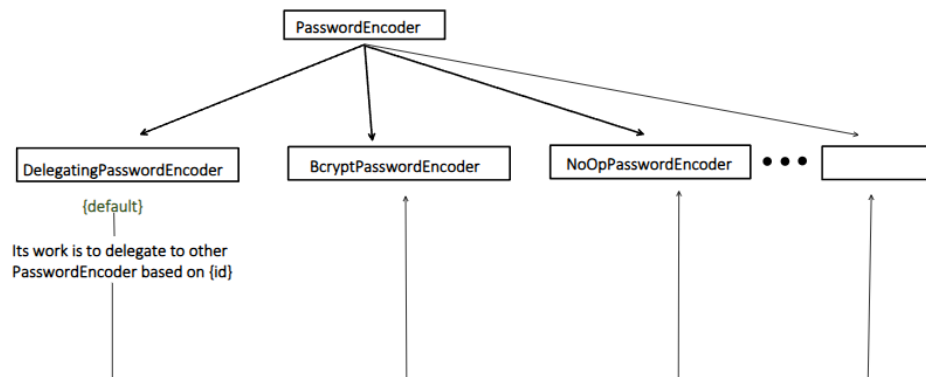 PasswordEncoder
DelegatingPasswordEncoder
BcryptPasswordEncoder
NoOpPasswordEncoder
{default}
Its work is to delegate to other
PasswordEncoder based on {id}